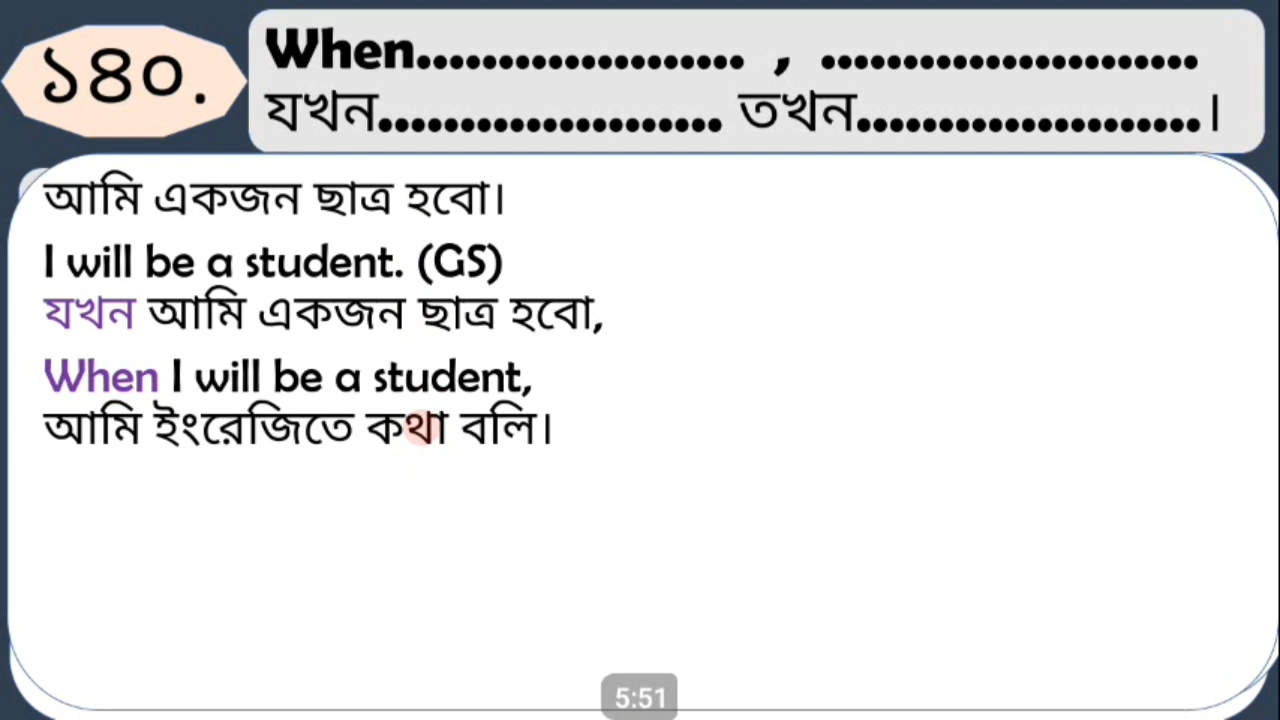 ১৪০.
When...................... , ........................
যখন...................... তখন......................।
আমি একজন ছাত্র হবো।
I will be a student. (GS)
যখন আমি একজন ছাত্র হবো,
When I will be a student,
আমি ইংরেজিতে কথা বলি।
5:51